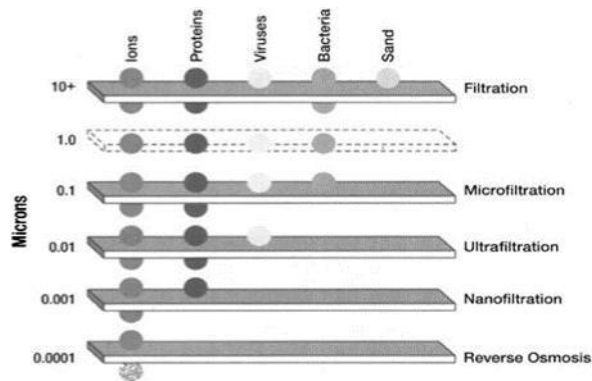 Ions
Proteins
Viruses
Bacteria
Sand
10+
Filtration
1.0
0.1
Microfiltration
0.01
Ultrafiltration
0.001
Nanofiltration
0.0001
Reverse Osmosis
Microns